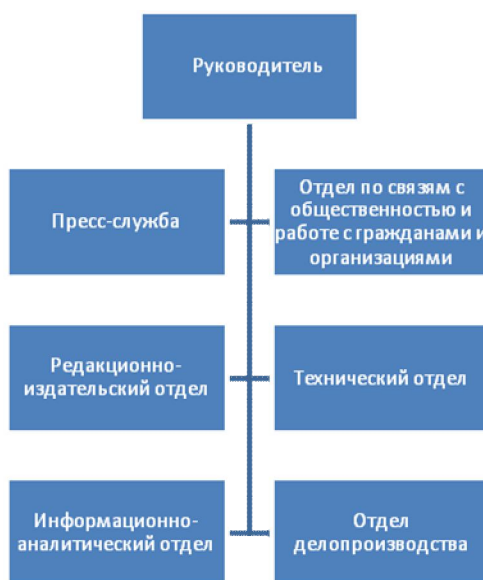 Руководитель
Пресс-служба
Отдел по связям с
общественностью и
работе с гражданами и
организациями
Редакционно-
издательский отдел
Технический отдел
Информационно-
аналитический отдел
Отдел
делопроизводства